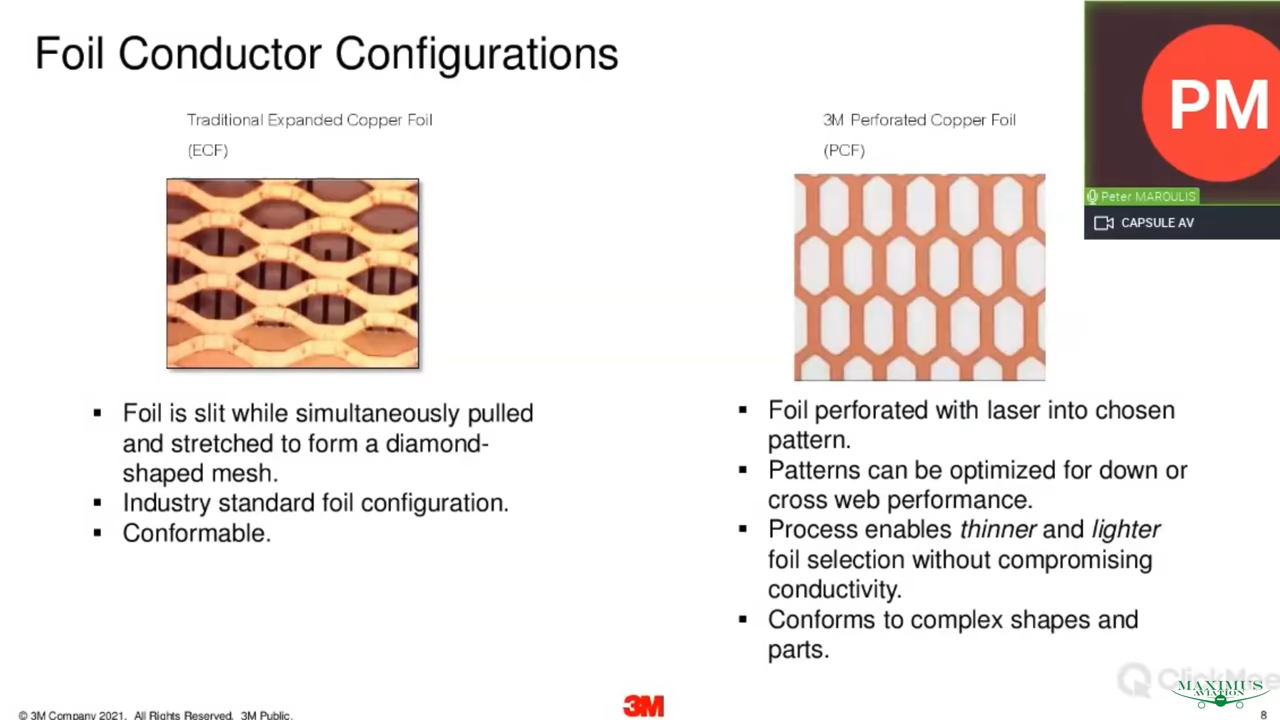 Foil Conductor Configurations
Traditional Expanded Copper Foil
(ECF)
▪ Foil is slit while simultaneously pulled
and stretched to form a diamond-
shaped mesh.
▪ Industry standard foil configuration.
▪ Conformable.
3M Perforated Copper Foil
(PCF)
▪ Foil perforated with laser into chosen
pattern.
▪ Patterns can be optimized for down or
cross web performance.
▪ Process enables thinner and lighter
foil selection without compromising
conductivity.
▪ Conforms to complex shapes and
parts.
PM
Peter MAROULIS
CAPSULE AV
ClickMee
MAXIMUS
AVIATION
© 3M Company 2021. All Rights Reserved. 3M Public.
3M
8